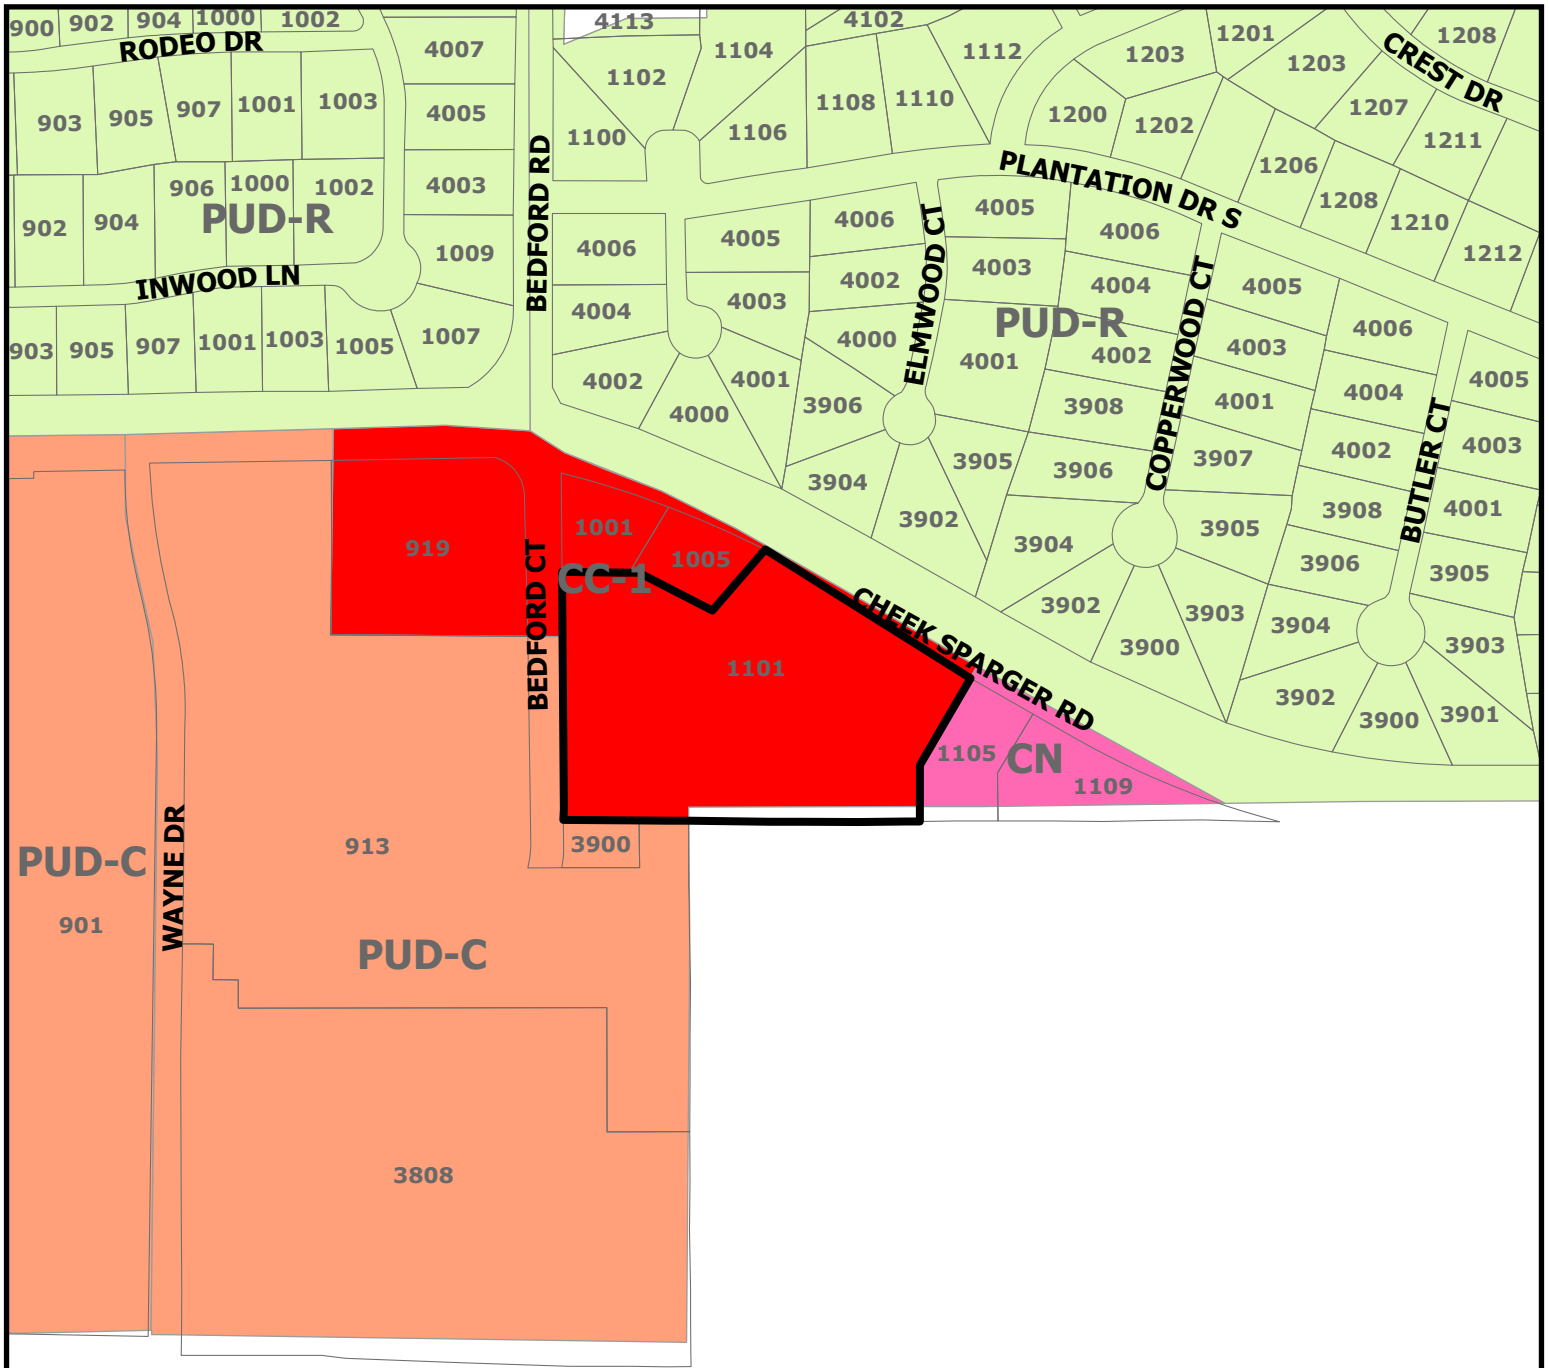 900 902 904 1000 1002 4113 4102 1201 1208
RODEO DR
4007 1104 1112 1203 1203 CREST DR
1102
903 905 907 1001 1003 4005 1100 1106 1108 1110 1200 1202 1207 1211
BEDFORD RD
PLANTATION DR S
906 1000 1002 4003 1206 1208 1210 1212
902 904 PUD-R
1009 4006 4005 4006 ELMWOOD CT 4005 4006
INWOOD LN
4004 4003 4002 4003 4004 COPPERWOOD CT 4005
PUD-R
903 905 907 1001 1003 1005 1007 4000 4001 4002 4003 4006
4002 4001 3906 3908 4001 4004 4005
4000 BUTLER CT
3904 3905 3906 3907 4002 4003
3902 3904 3905 3908 4001
919 1001 1005 3906 3905
CC-1
BEDFORD CT
CHEEK SPARGER RD
3902 3903 3904 3903
1101 3900 3902 3900 3901
1105 CN 1109
WAYNE DR
913 3900
PUD-C
901
PUD-C
3808